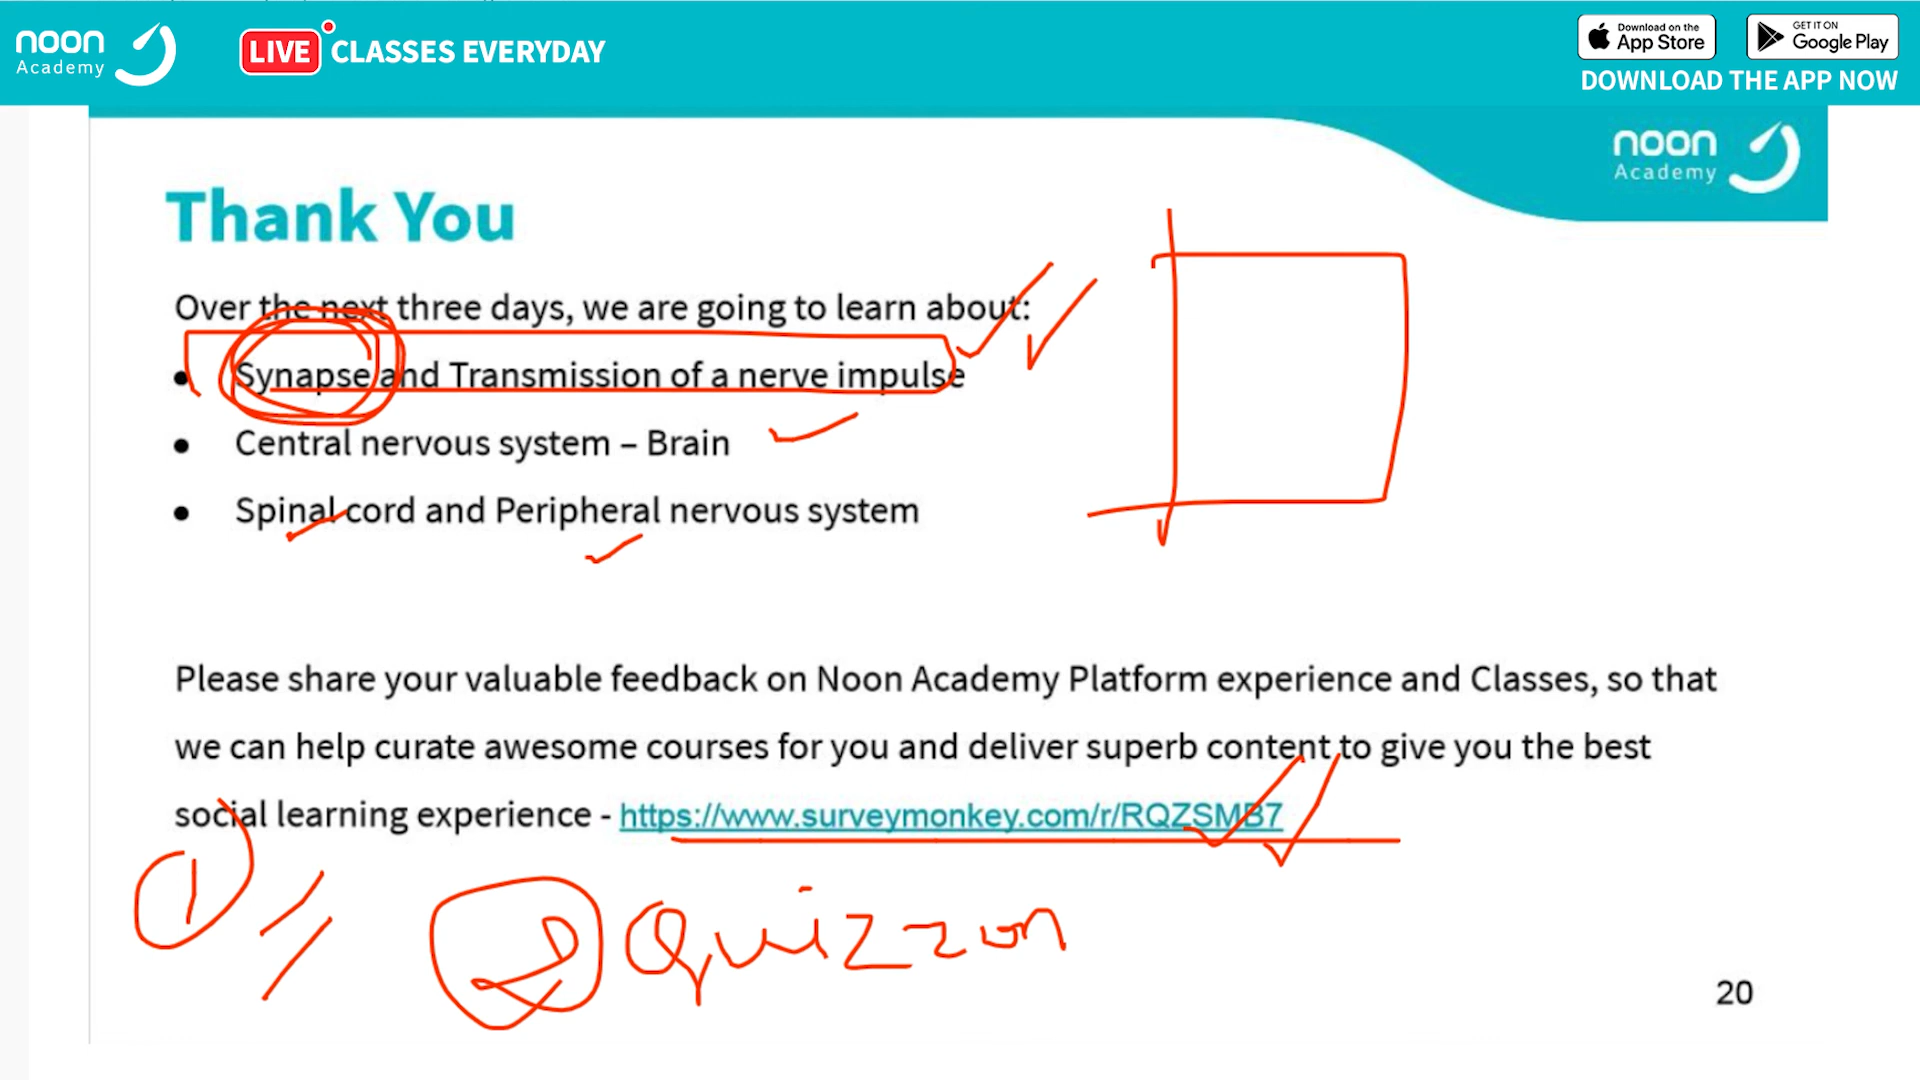 noon
Academy
LIVE CLASSES EVERYDAY
Download on the
App Store
GET IT ON
Google Play
DOWNLOAD THE APP NOW
noon
Academy
Thank You
Over the next three days, we are going to learn about:
● Synapse and Transmission of a nerve impulse
● Central nervous system – Brain
● Spinal cord and Peripheral nervous system
Please share your valuable feedback on Noon Academy Platform experience and Classes, so that
we can help curate awesome courses for you and deliver superb content to give you the best
social learning experience - https://www.surveymonkey.com/r/RQZSMB7
1
2 Quizzon
20